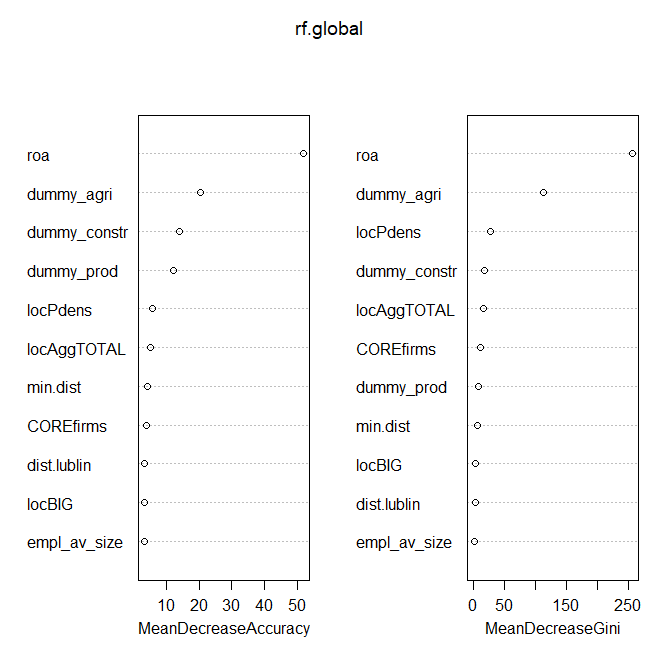 rf.global
roa
dummy_agri
dummy_constr
dummy_prod
locPdens
locAggTOTAL
min.dist
COREfirms
dist.lublin
locBIG
empl_av_size
10 20 30 40 50
MeanDecreaseAccuracy
roa
dummy_agri
locPdens
dummy_constr
locAggTOTAL
COREfirms
dummy_prod
min.dist
locBIG
dist.lublin
empl_av_size
0 50 150 250
MeanDecreaseGini